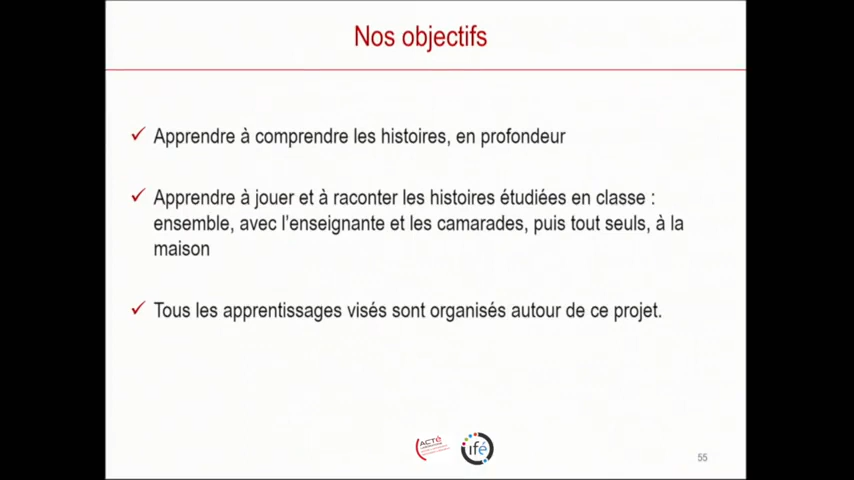 Nos objectifs
Apprendre à comprendre les histoires, en profondeur
Apprendre à jouer et à raconter les histoires étudiées en classe :
ensemble, avec l'enseignante et les camarades, puis tout seuls, à la
maison
Tous les apprentissages visés sont organisés autour de ce projet.
ACTé
ifé
55